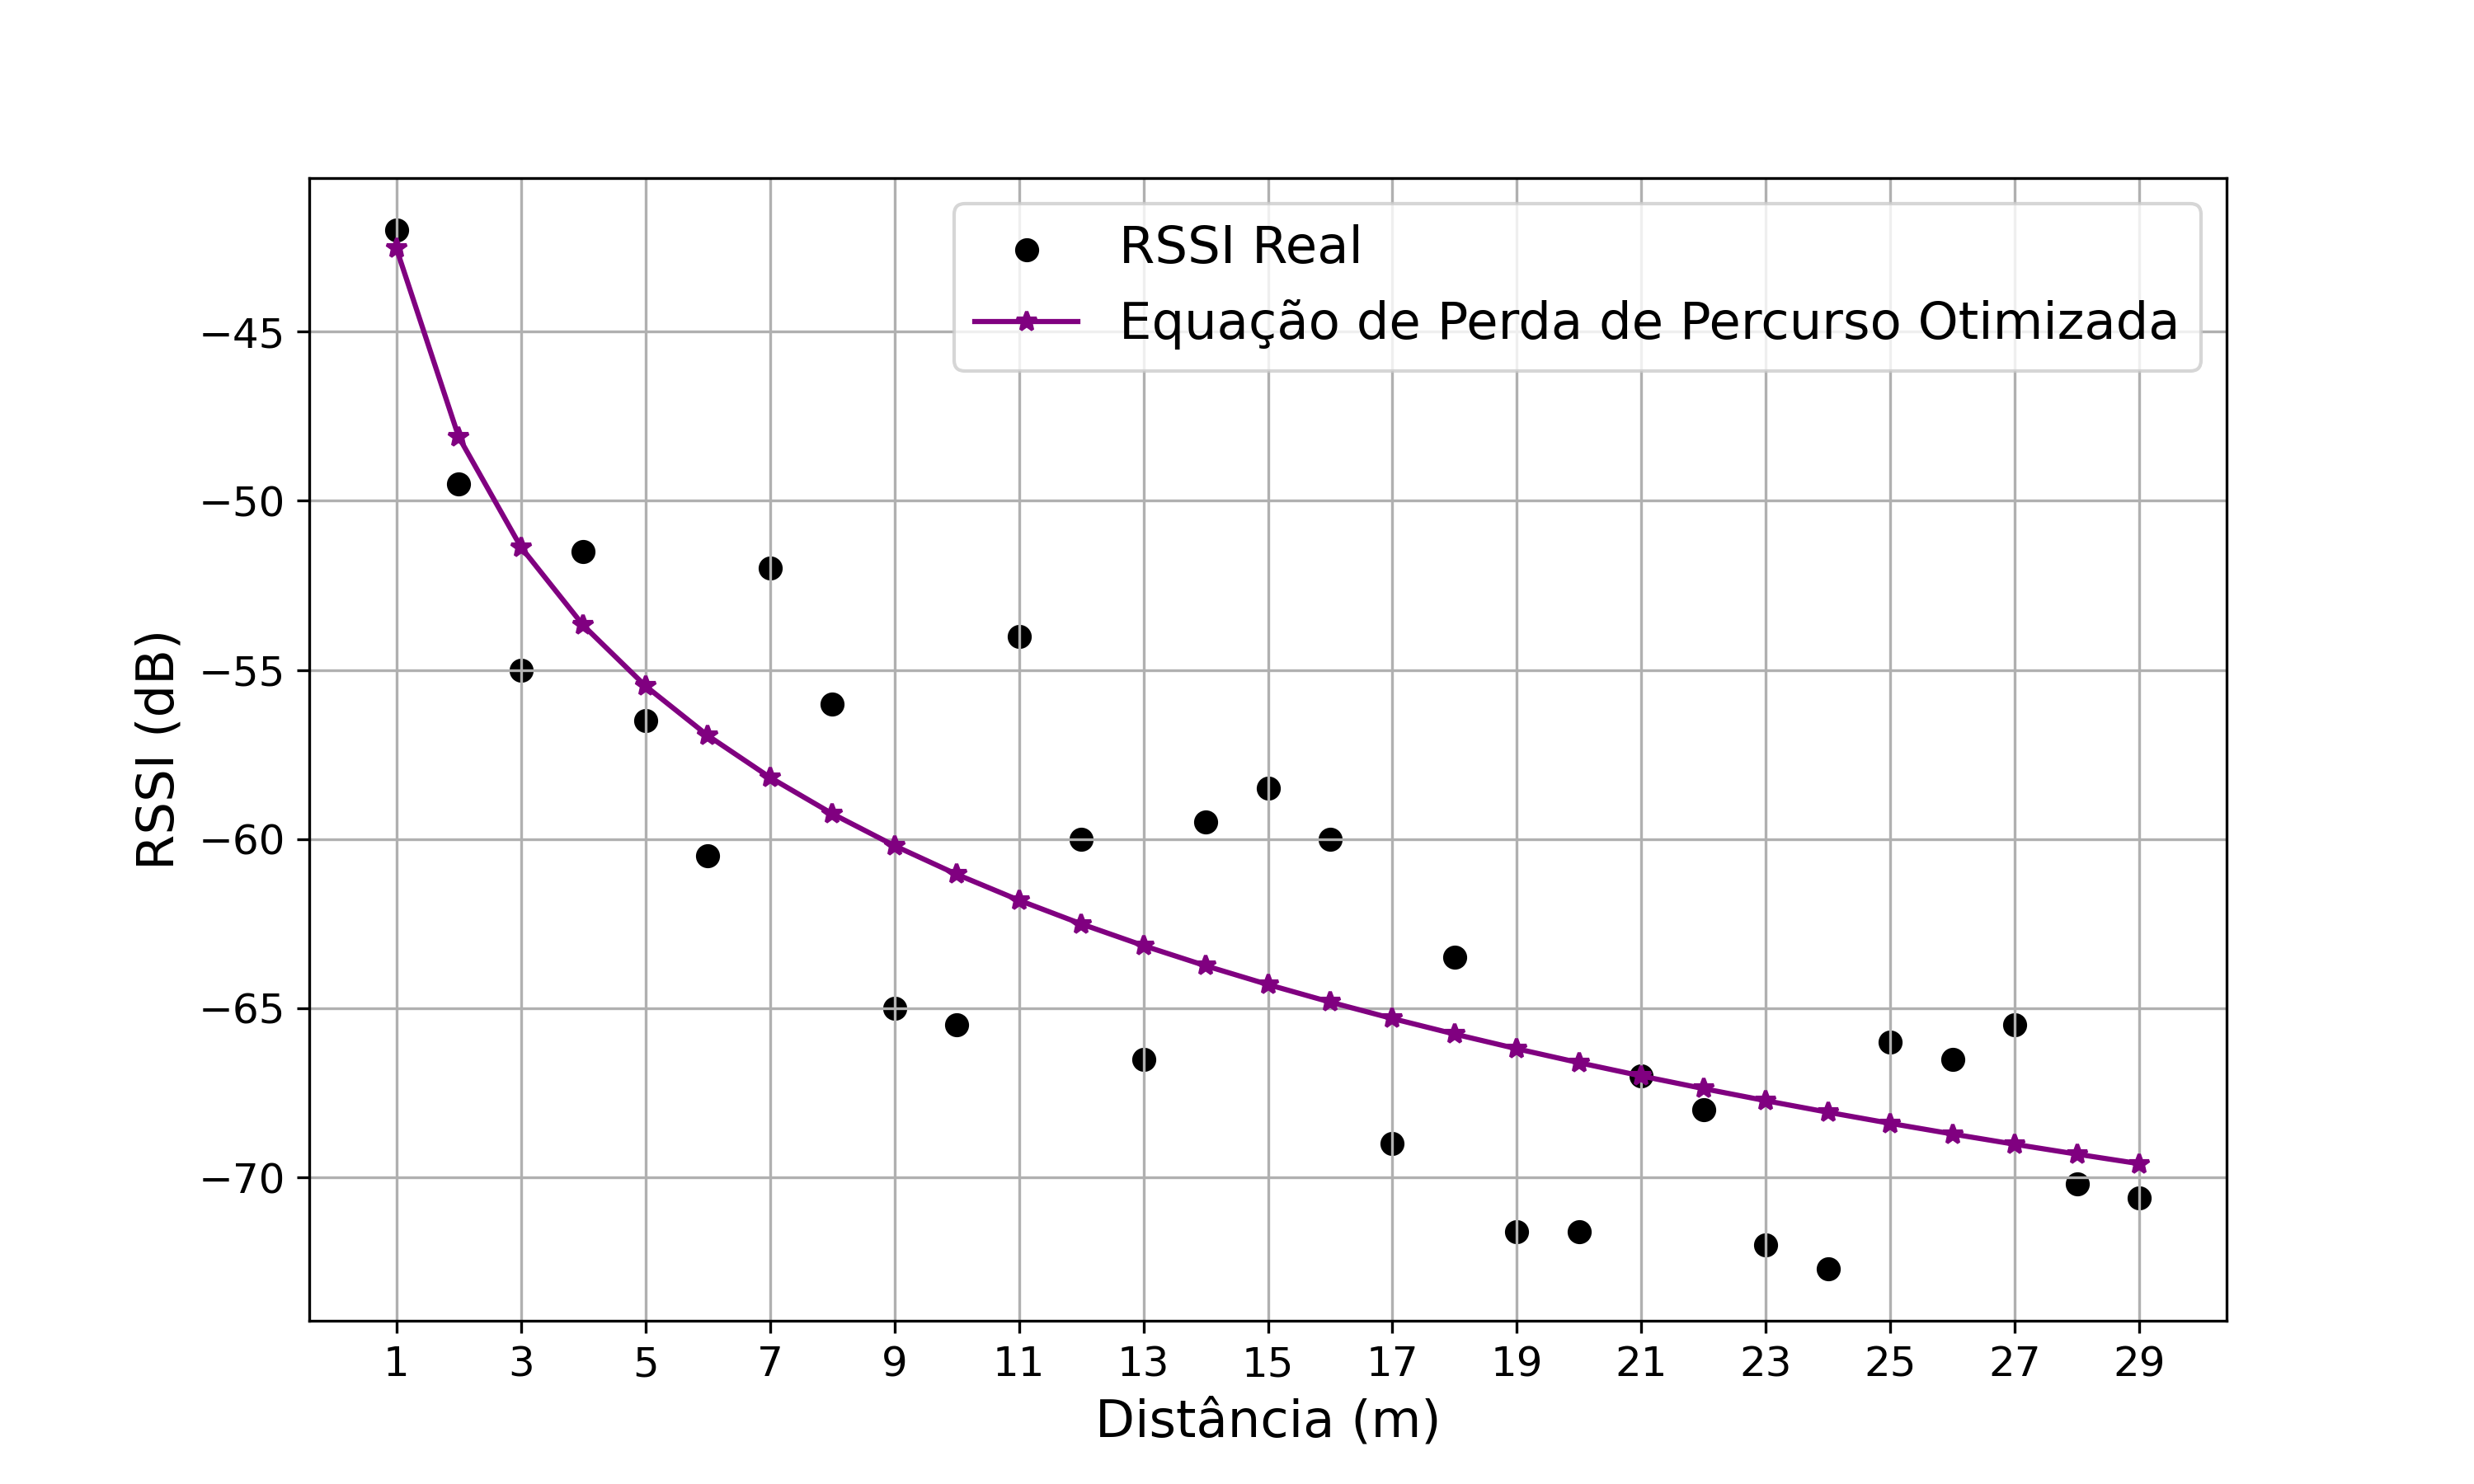 RSSI Real
Equação de Perda de Percurso Otimizada
−45
−50
−55
−60
−65
−70
RSSI (dB)
1 3 5 7 9 11 13 15 17 19 21 23 25 27 29
Distância (m)